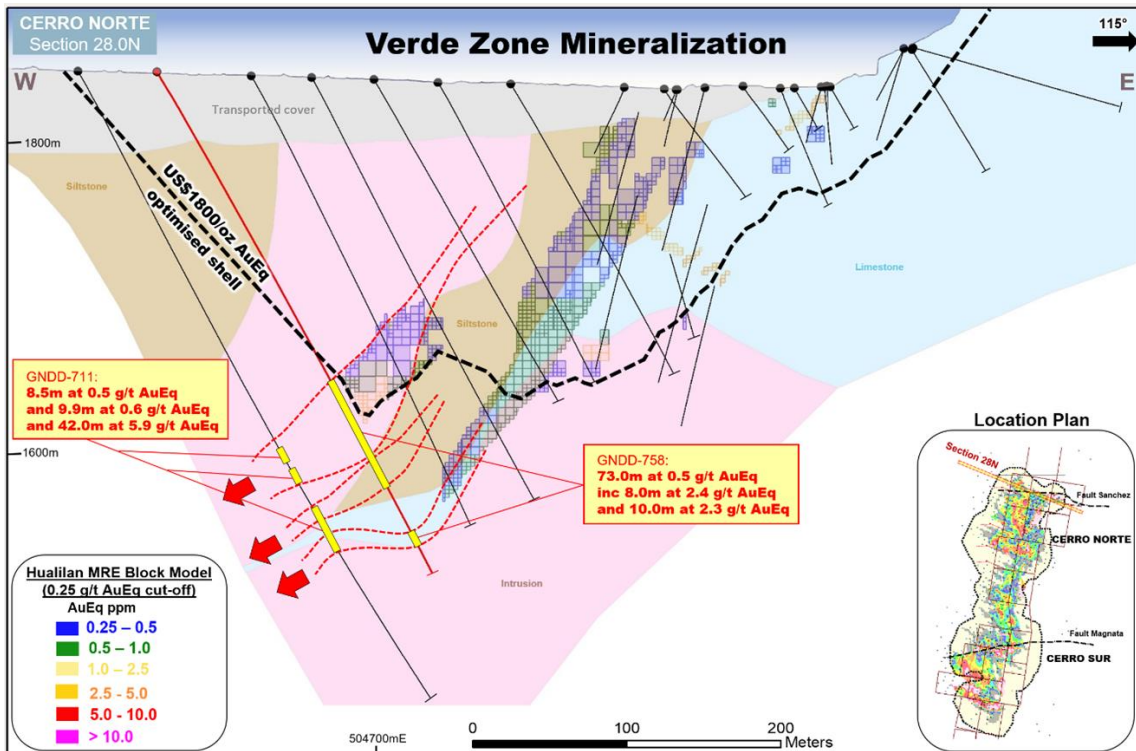 CERRO NORTE
Section 28.0N
Verde Zone Mineralization
115°
W
E
Transported cover
1800m
Siltstone
US$1800/oz AuEq
optimised shell
Limestone
Siltstone
GNDD-711:
8.5m at 0.5 g/t AuEq
and 9.9m at 0.6 g/t AuEq
and 42.0m at 5.9 g/t AuEq
1600m
GNDD-758:
73.0m at 0.5 g/t AuEq
inc 8.0m at 2.4 g/t AuEq
and 10.0m at 2.3 g/t AuEq
Intrusion
Hualilan MRE Block Model
(0.25 g/t AuEq cut-off)
AuEq ppm
0.25 – 0.5
0.5 – 1.0
1.0 – 2.5
2.5 - 5.0
5.0 - 10.0
> 10.0
504700mE
0 100 200
Meters
Location Plan
Section 28N
Fault Sanchez
CERRO NORTE
Fault Magnata
CERRO SUR